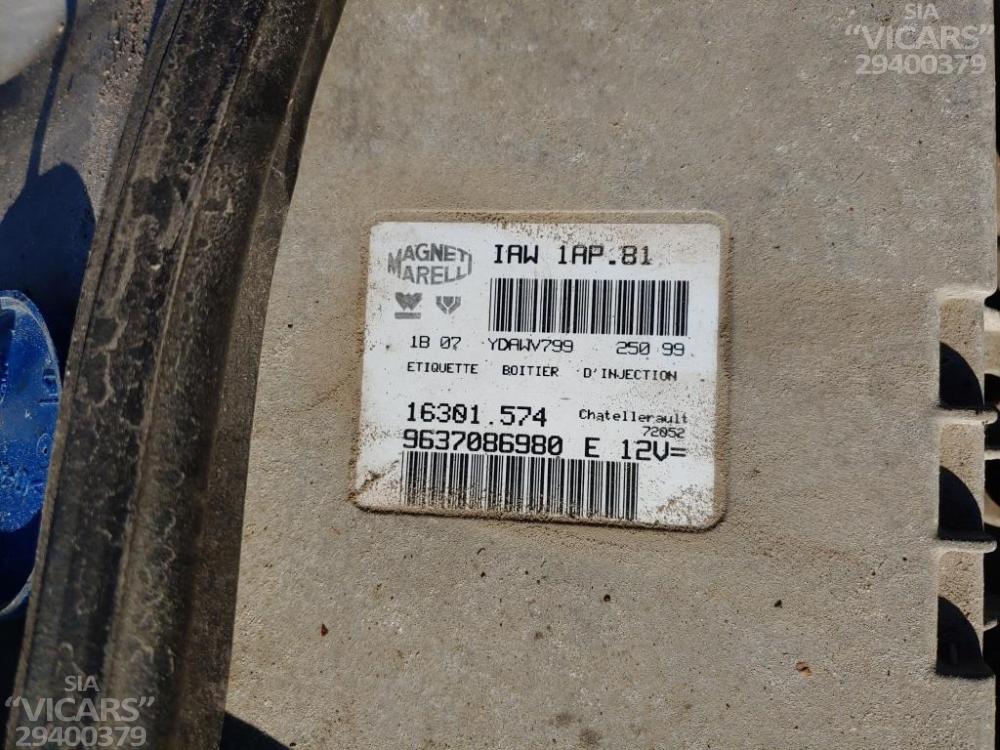 SIA
“VICARS”
29400379
MAGNETI MARELLI
IAW 1AP.81
1B 07 YDAWV799 250 99
ETIQUETTE BOITIER D'INJECTION
16301.574 Chatellerault
72052
9637086980 E 12V=
SIA
“VICARS”
29400379